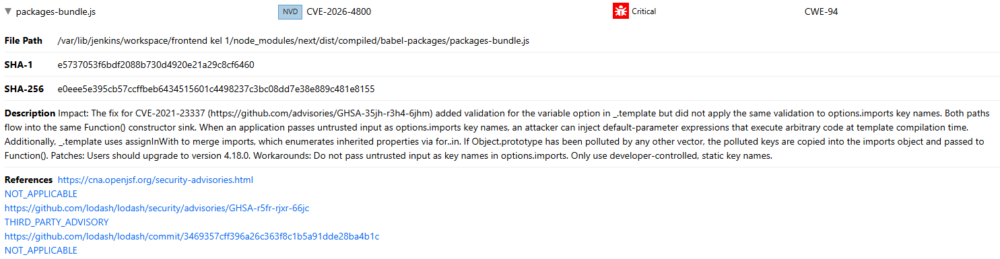 packages-bundle.js NVD CVE-2026-4800 Critical CWE-94
File Path /var/lib/jenkins/workspace/frontend kel 1/node_modules/next/dist/compiled/babel-packages/packages-bundle.js
SHA-1 e5737053f6bdf2088b730d4920e21a29c8cf6460
SHA-256 e0eee5e395cb57ccffbeb6434515601c4498237c3bc08dd7e38e889c481e8155
Description Impact: The fix for CVE-2021-23337 (https://github.com/advisories/GHSA-35jh-r3h4-6jhm) added validation for the variable option in _.template but did not apply the same validation to options.imports key names. Both paths
flow into the same Function() constructor sink. When an application passes untrusted input as options.imports key names, an attacker can inject default-parameter expressions that execute arbitrary code at template compilation time.
Additionally, _.template uses assignInWith to merge imports, which enumerates inherited properties via for..in. If Object.prototype has been polluted by any other vector, the polluted keys are copied into the imports object and passed to
Function(). Patches: Users should upgrade to version 4.18.0. Workarounds: Do not pass untrusted input as key names in options.imports. Only use developer-controlled, static key names.
References https://cna.openjsf.org/security-advisories.html
NOT_APPLICABLE
https://github.com/lodash/lodash/security/advisories/GHSA-r5fr-rjxr-66jc
THIRD_PARTY_ADVISORY
https://github.com/lodash/lodash/commit/3469357cff396a26c363f8c1b5a91dde28ba4b1c
NOT_APPLICABLE